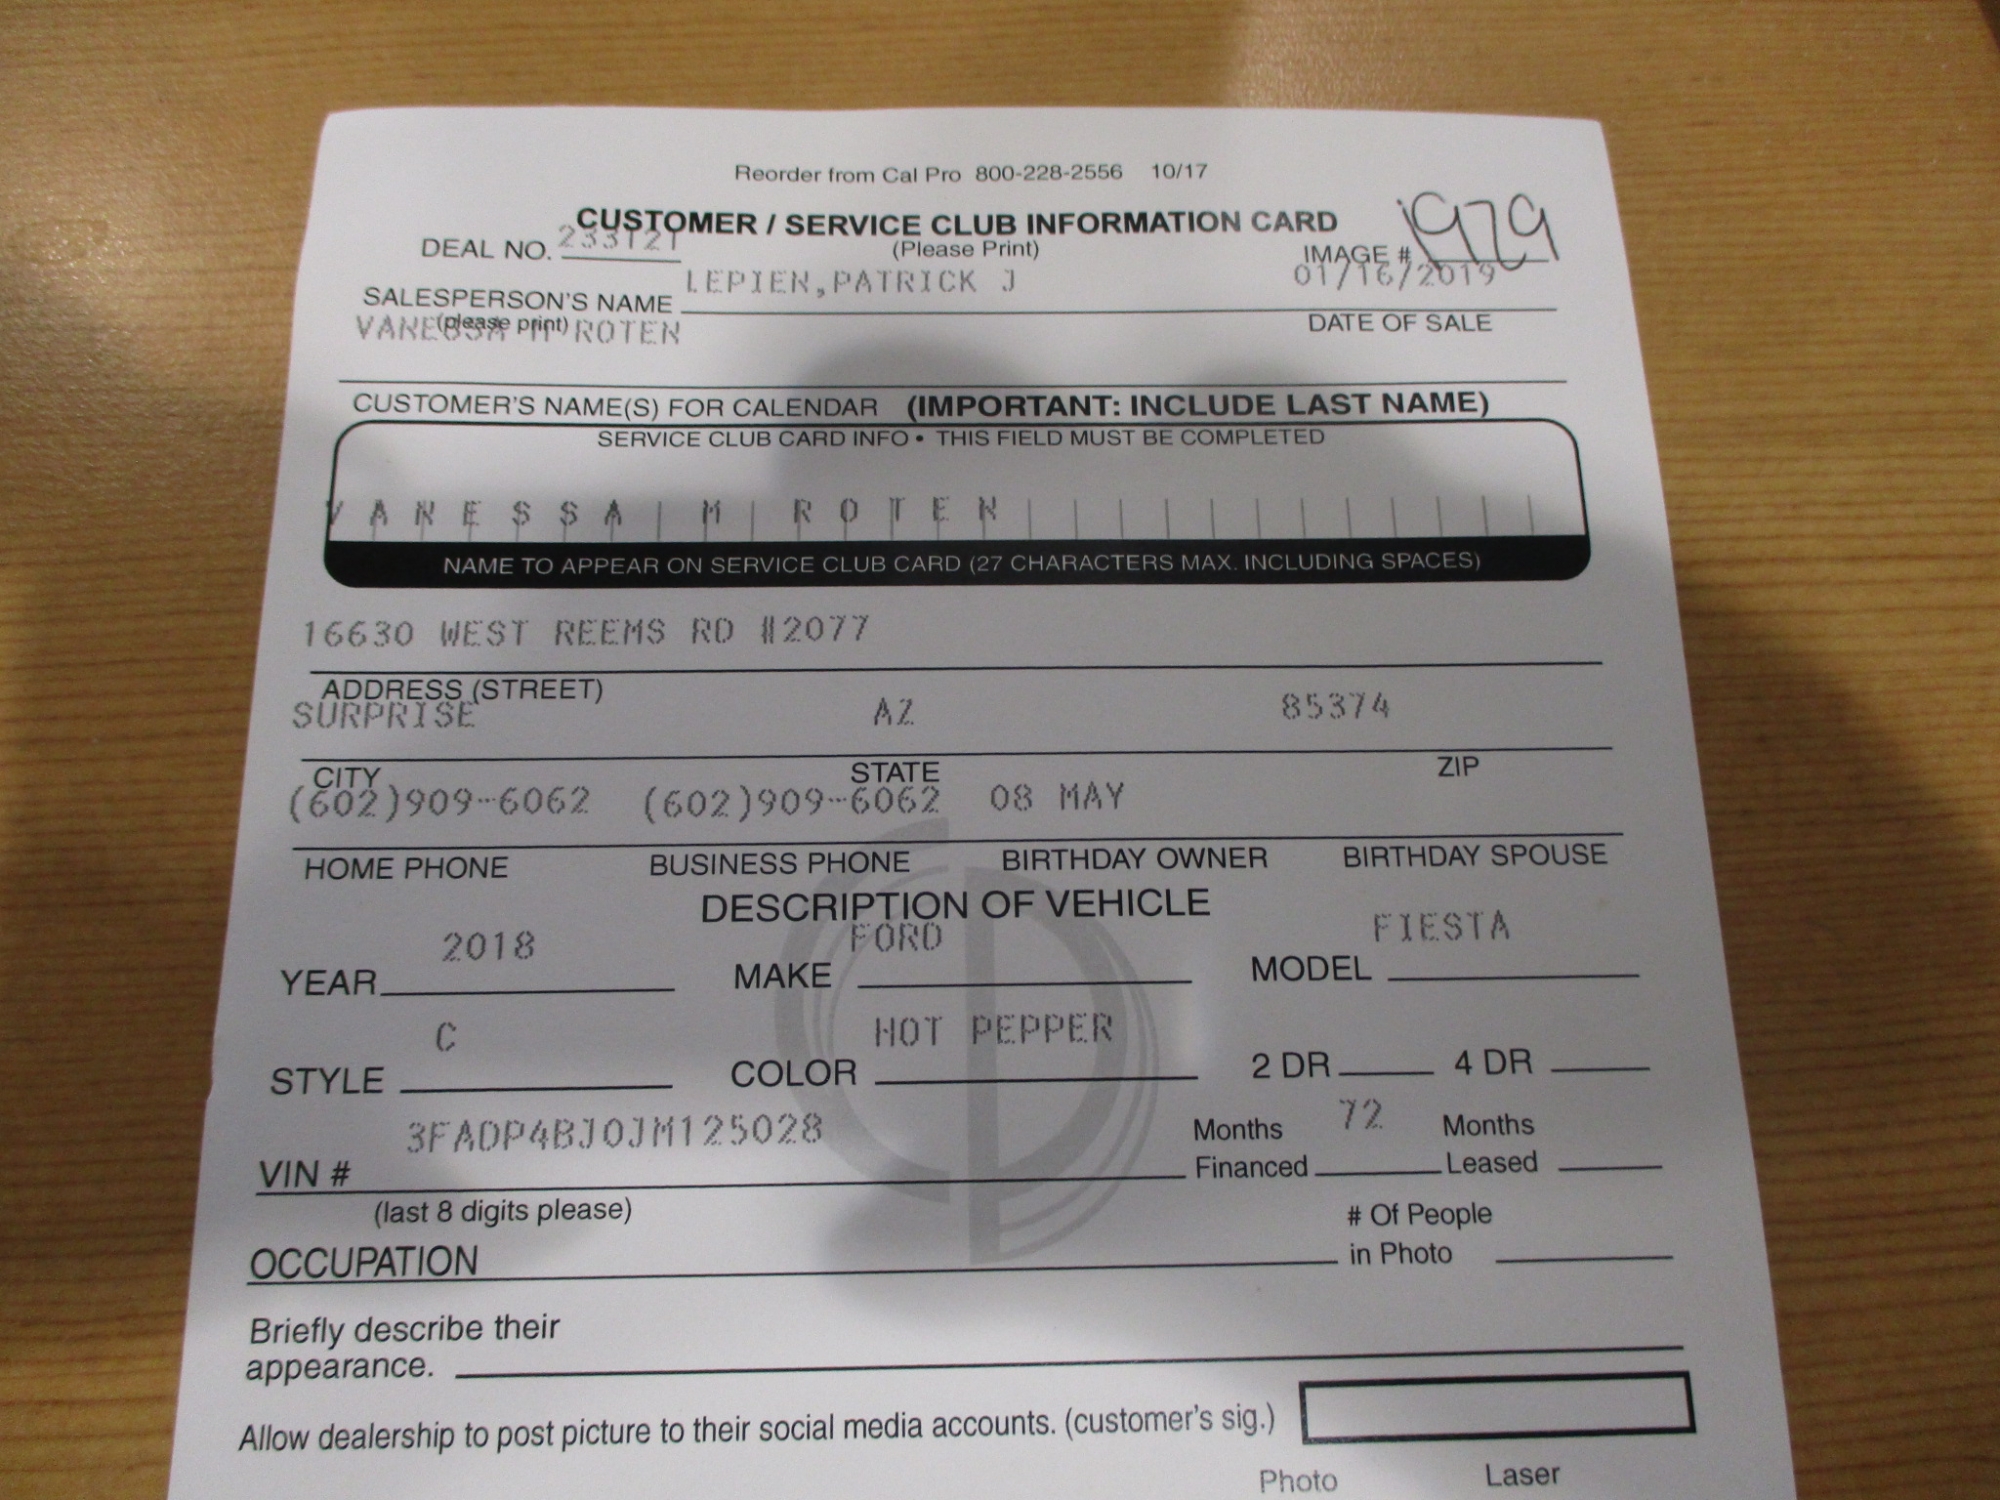 Reorder from Cal Pro 800-228-2556 10/17
CUSTOMER / SERVICE CLUB INFORMATION CARD
(Please Print)
DEAL NO. 233121
IMAGE # 1979
LEPIEN,PATRICK J 01/16/2019
SALESPERSON'S NAME
(please print)
DATE OF SALE
VANESSA M ROTEN
CUSTOMER'S NAME(S) FOR CALENDAR (IMPORTANT: INCLUDE LAST NAME)
SERVICE CLUB CARD INFO • THIS FIELD MUST BE COMPLETED
VANESSA M ROTEN
NAME TO APPEAR ON SERVICE CLUB CARD (27 CHARACTERS MAX. INCLUDING SPACES)
16630 WEST REEMS RD #2077
ADDRESS (STREET)
SURPRISE AZ 85374
CITY STATE ZIP
(602)909-6062 (602)909-6062 08 MAY
HOME PHONE BUSINESS PHONE BIRTHDAY OWNER BIRTHDAY SPOUSE
DESCRIPTION OF VEHICLE
2018 FORD FIESTA
YEAR MAKE MODEL
C HOT PEPPER
STYLE COLOR 2 DR 4 DR
3FADP4BJ0JM125028
VIN #
(last 8 digits please)
Months Financed 72
Months Leased
OCCUPATION
# Of People
in Photo
Briefly describe their
appearance.
Allow dealership to post picture to their social media accounts. (customer's sig.)
Photo Laser